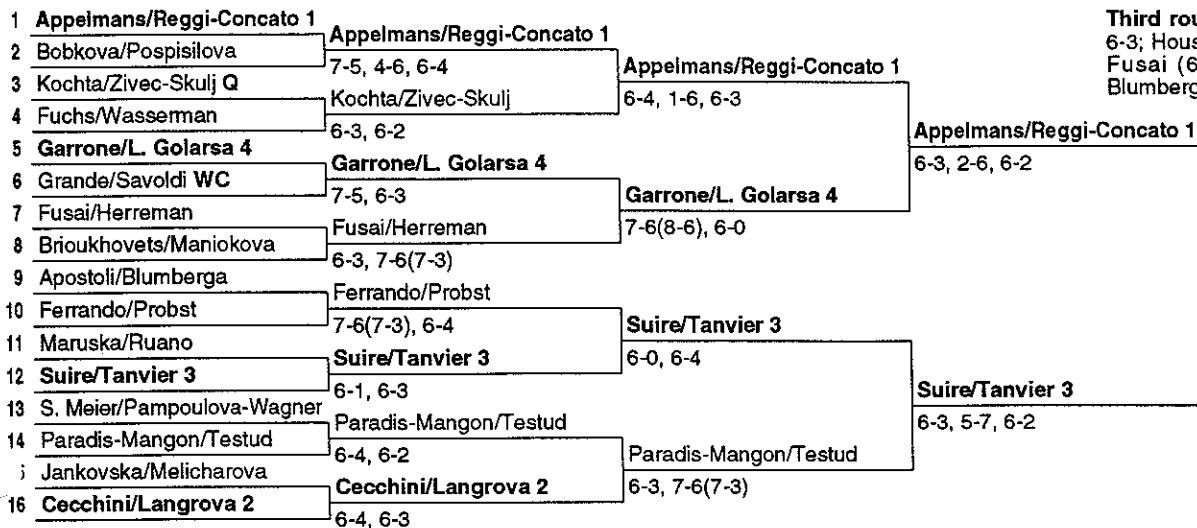 1 Appelmans/Reggi-Concato 1
2 Bobkova/Pospisilova
3 Kochta/Zivec-Skulj Q
4 Fuchs/Wasserman
5 Garrone/L. Golarsa 4
6 Grande/Savoldi WC
7 Fusai/Herreman
8 Brioukhovets/Maniokova
9 Apostoli/Blumberga
10 Ferrando/Probst
11 Maruska/Ruano
12 Suire/Tanvier 3
13 S. Meier/Pampoulova-Wagner
14 Paradis-Mangon/Testud
Jankovska/Melicharova
16 Cecchini/Langrova 2
Appelmans/Reggi-Concato 1
7-5, 4-6, 6-4
Kochta/Zivec-Skulj
6-3, 6-2
Garrone/L. Golarsa 4
7-5, 6-3
Fusai/Herreman
6-3, 7-6(7-3)
Ferrando/Probst
7-6(7-3), 6-4
Suire/Tanvier 3
6-1, 6-3
Paradis-Mangon/Testud
6-4, 6-2
Cecchini/Langrova 2
6-4, 6-3
Appelmans/Reggi-Concato 1
6-4, 1-6, 6-3
Garrone/L. Golarsa 4
7-6(8-6), 6-0
Suire/Tanvier 3
6-0, 6-4
Paradis-Mangon/Testud
6-3, 7-6(7-3)
Appelmans/Reggi-Concato 1
6-3, 2-6, 6-2
Suire/Tanvier 3
6-3, 5-7, 6-2
Third rou
6-3; Hous
Fusai (6
Blumberg